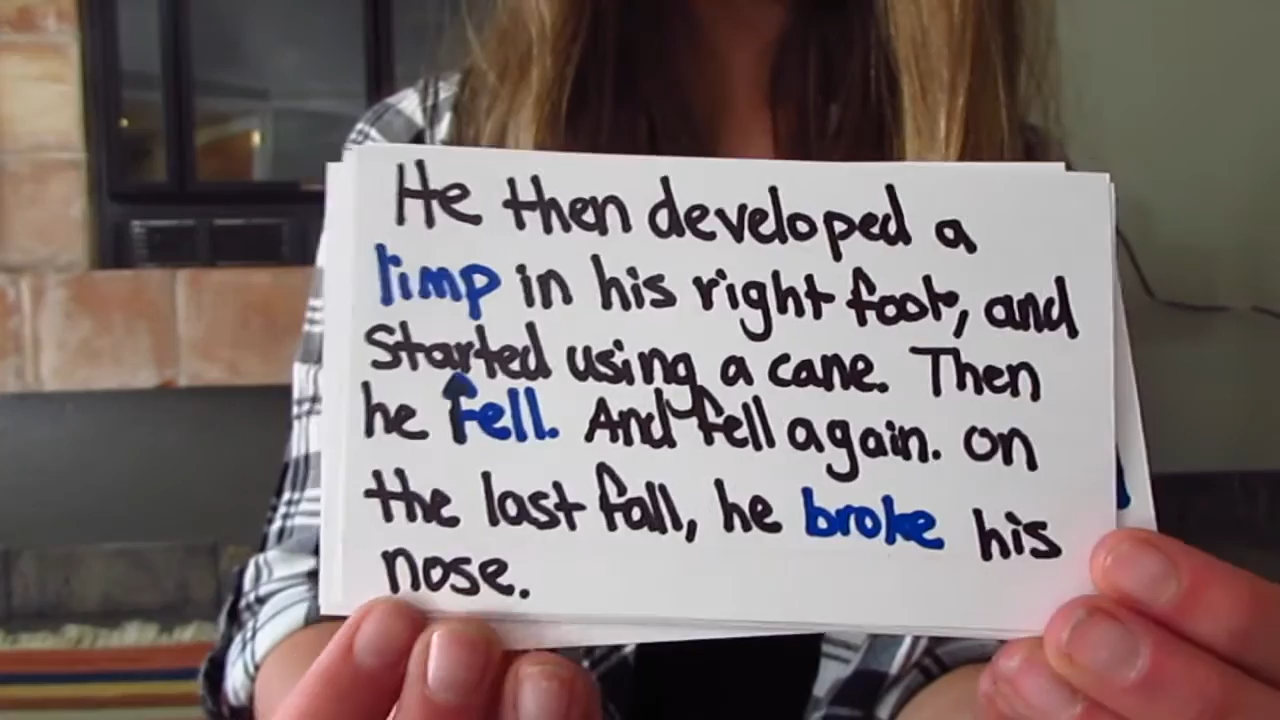 He then developed a
limp in his right foot, and
Started using a cane. Then
he fell. And fell again. on
the last fall, he broke his
nose.